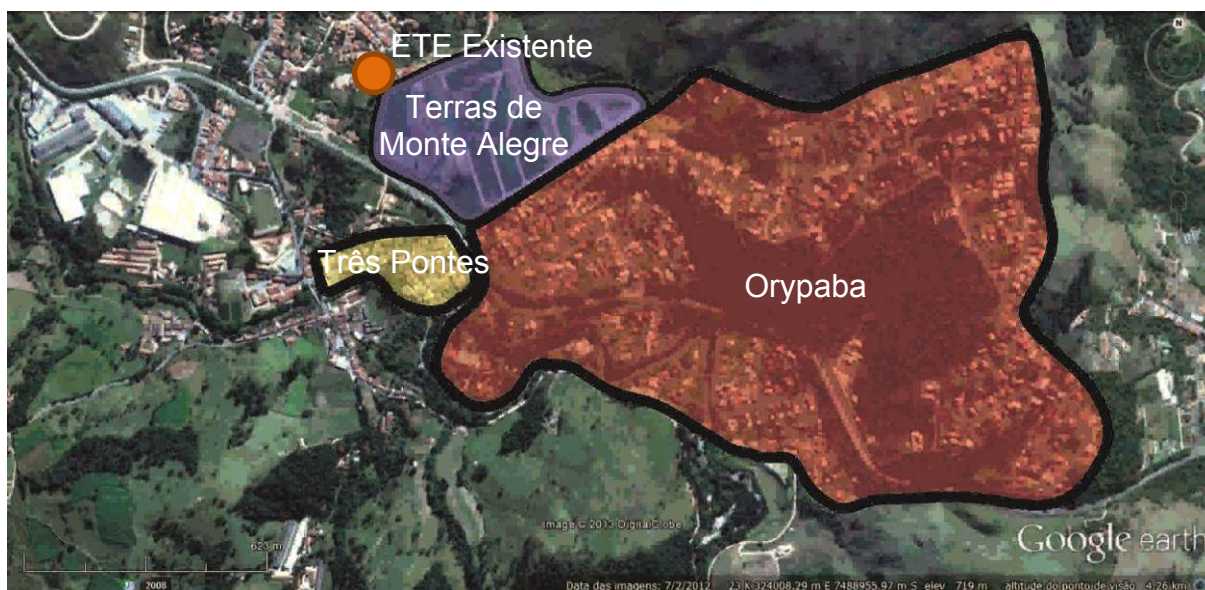 N
ETE Existente
Terras de
Monte Alegre
Três Pontes
Orypaba
Image © 2013 DigitalGlobe
Google earth
623 m
2008
Data das imagens: 7/2/2012 23 K 324008.29 m E 7488955.97 m S elev 719 m altitude do ponto de visão 4.26 km